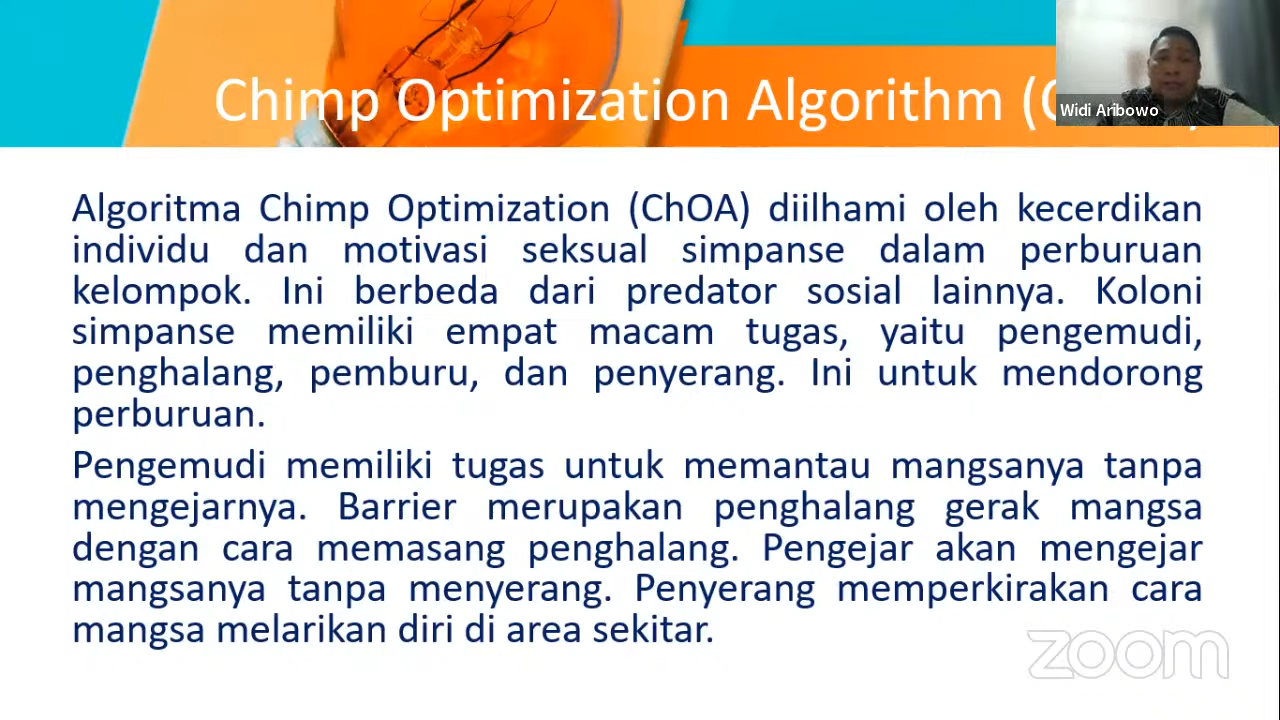 Chimp Optimization Algorithm
Widi Aribowo
Algoritma Chimp Optimization (ChOA) diilhami oleh kecerdikan
individu dan motivasi seksual simpanse dalam perburuan
kelompok. Ini berbeda dari predator sosial lainnya. Koloni
simpanse memiliki empat macam tugas, yaitu pengemudi,
penghalang, pemburu, dan penyerang. Ini untuk mendorong
perburuan.
Pengemudi memiliki tugas untuk memantau mangsanya tanpa
mengejarnya. Barrier merupakan penghalang gerak mangsa
dengan cara memasang penghalang. Pengejar akan mengejar
mangsanya tanpa menyerang. Penyerang memperkirakan cara
mangsa melarikan diri di area sekitar.
zoom